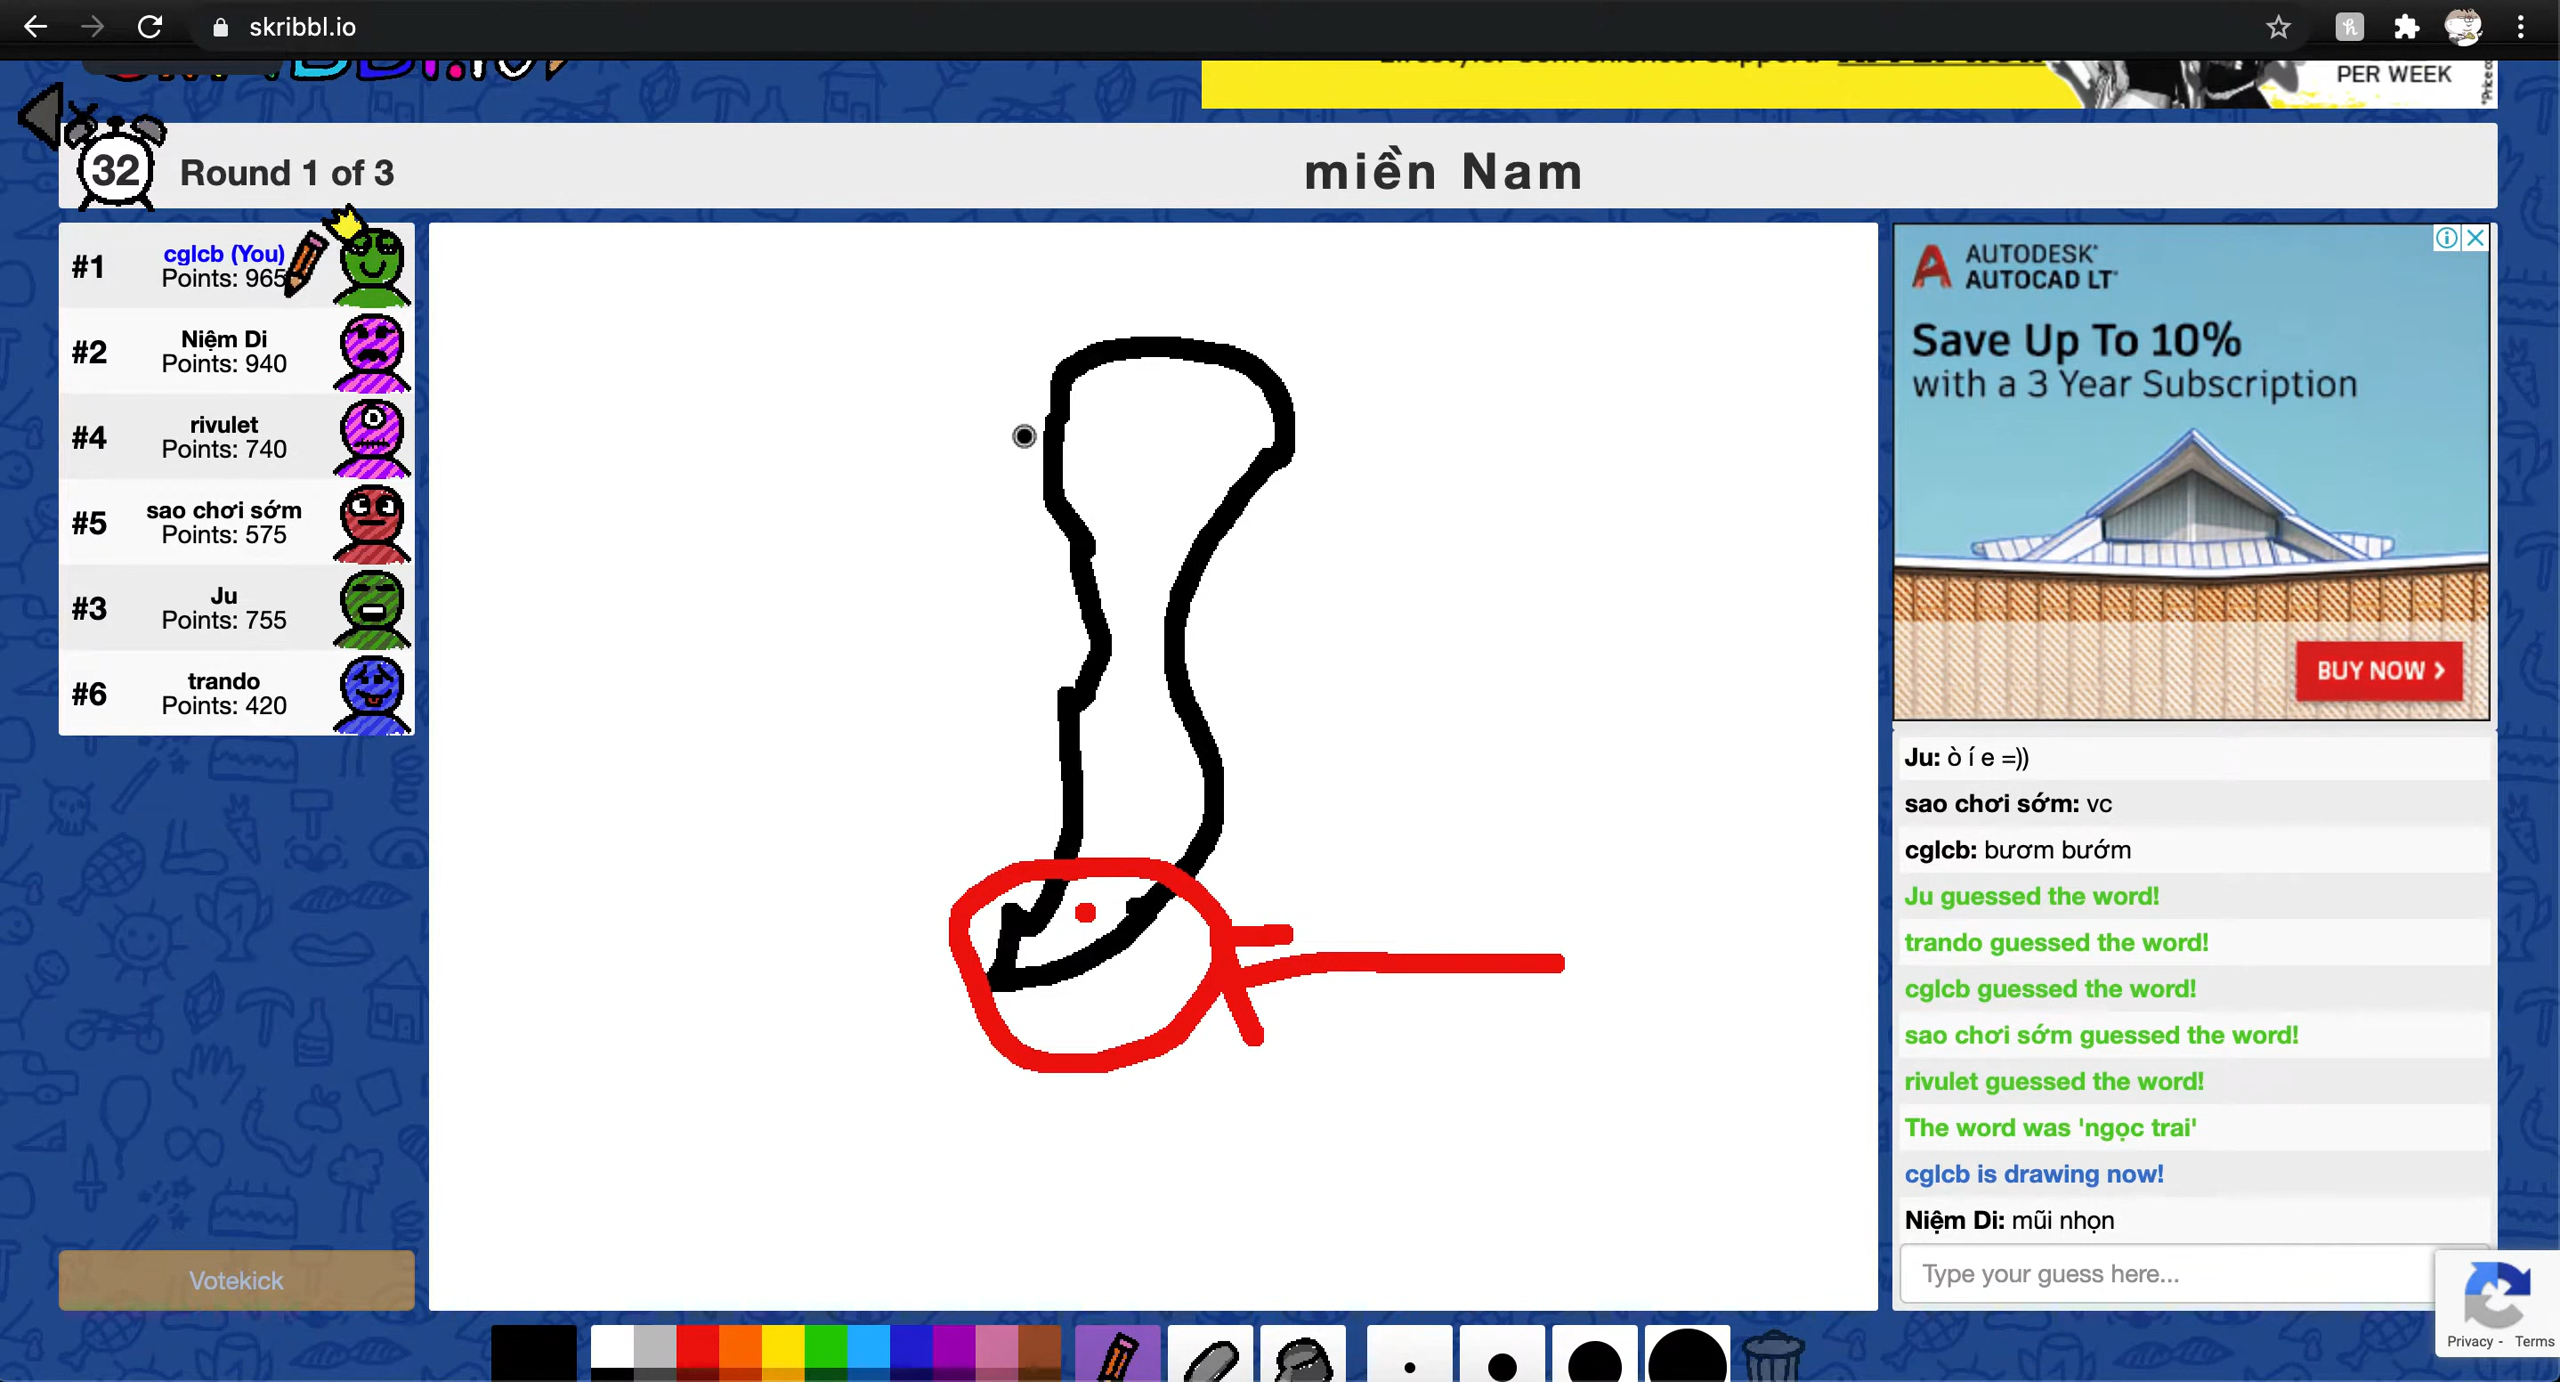 skribbl.io
PER WEEK
32
Round 1 of 3
miền Nam
#1
cglcb (You)
Points: 965
#2
Niệm Di
Points: 940
#4
rivulet
Points: 740
#5
sao chơi sớm
Points: 575
#3
Ju
Points: 755
#6
trando
Points: 420
Votekick
AUTODESK
AUTOCAD LT
Save Up To 10%
with a 3 Year Subscription
BUY NOW >
Ju: ò í e =))
sao chơi sớm: vc
cglcb: bươm bướm
Ju guessed the word!
trando guessed the word!
cglcb guessed the word!
sao chơi sớm guessed the word!
rivulet guessed the word!
The word was 'ngọc trai'
cglcb is drawing now!
Niệm Di: mũi nhọn
Type your guess here...
Privacy - Terms